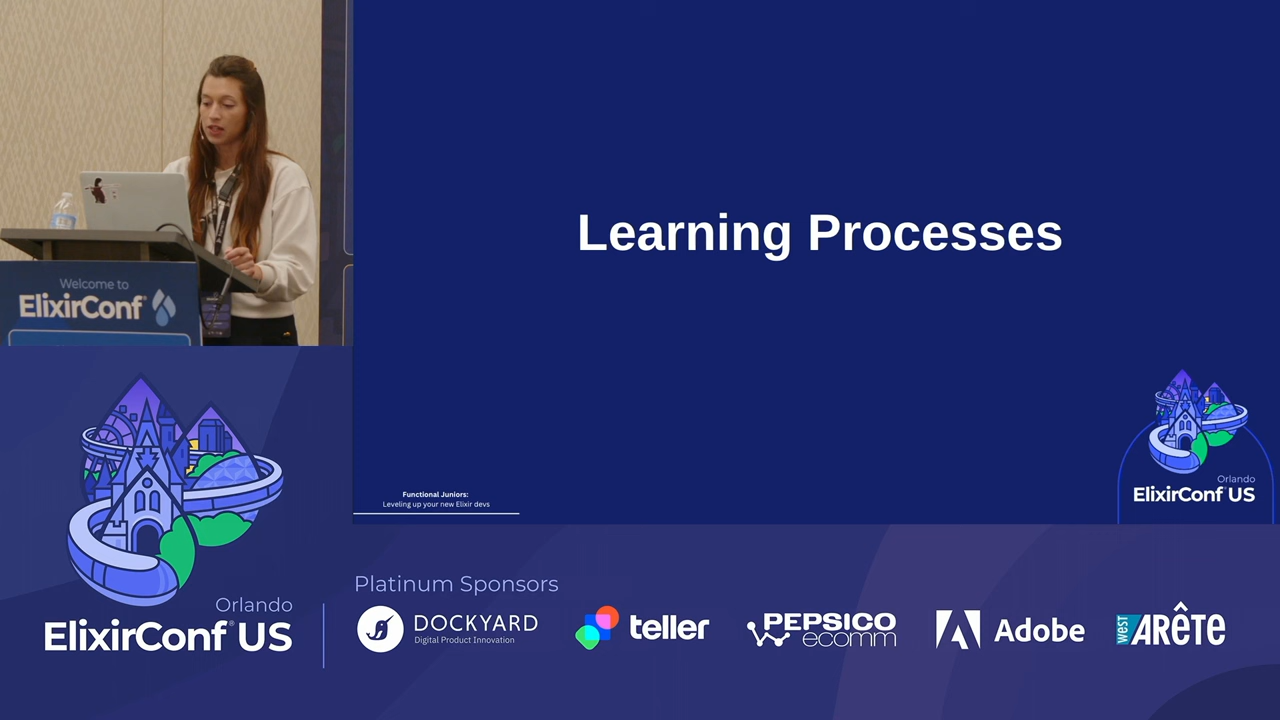 Learning Processes
Welcome to
ElixirConf®
Functional Juniors:
Leveling up your new Elixir devs
Orlando
ElixirConf US
Orlando
ElixirConf® US
Platinum Sponsors
DOCKYARD
Digital Product Innovation
teller
PEPSICO
ecomm
Adobe
west ARÊTE